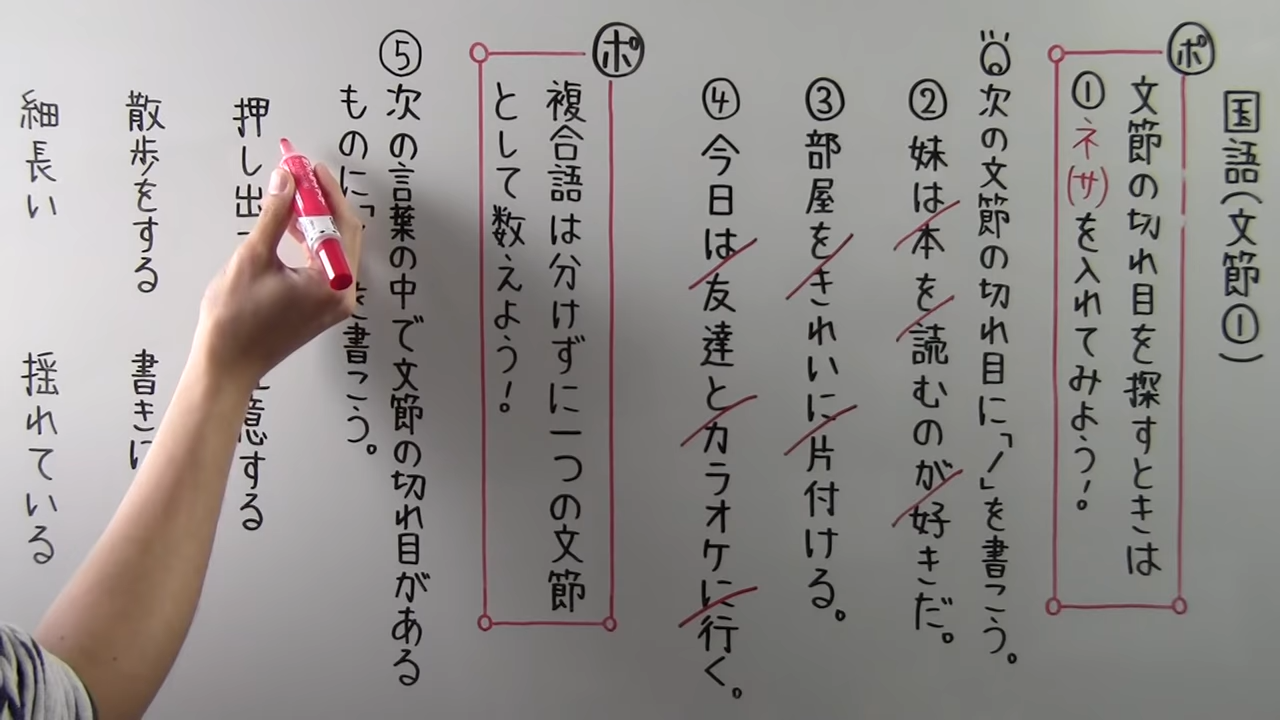 国語(文節①)
ポ
文節の切れ目を探すときは
①ネ(サ)を入れてみよう!
次の文節の切れ目に「/」を書こう。
②妹は/本を/読むのが/好きだ。
③部屋を/きれいに/片付ける。
④今日は/友達と/カラオケに/行く。
ポ
複合語は分けずに一つの文節
として数えよう!
⑤次の言葉の中で文節の切れ目がある
ものに「
を書こう。
押し出
意する
散歩をする
書きに
細長い
揺れている